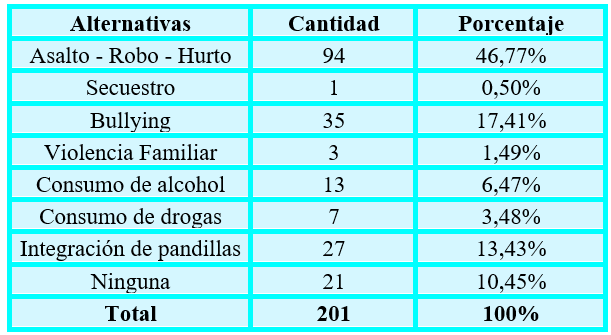 Alternativas Cantidad Porcentaje
Asalto - Robo - Hurto 94 46,77%
Secuestro 1 0,50%
Bullying 35 17,41%
Violencia Familiar 3 1,49%
Consumo de alcohol 13 6,47%
Consumo de drogas 7 3,48%
Integración de pandillas 27 13,43%
Ninguna 21 10,45%
Total 201 100%